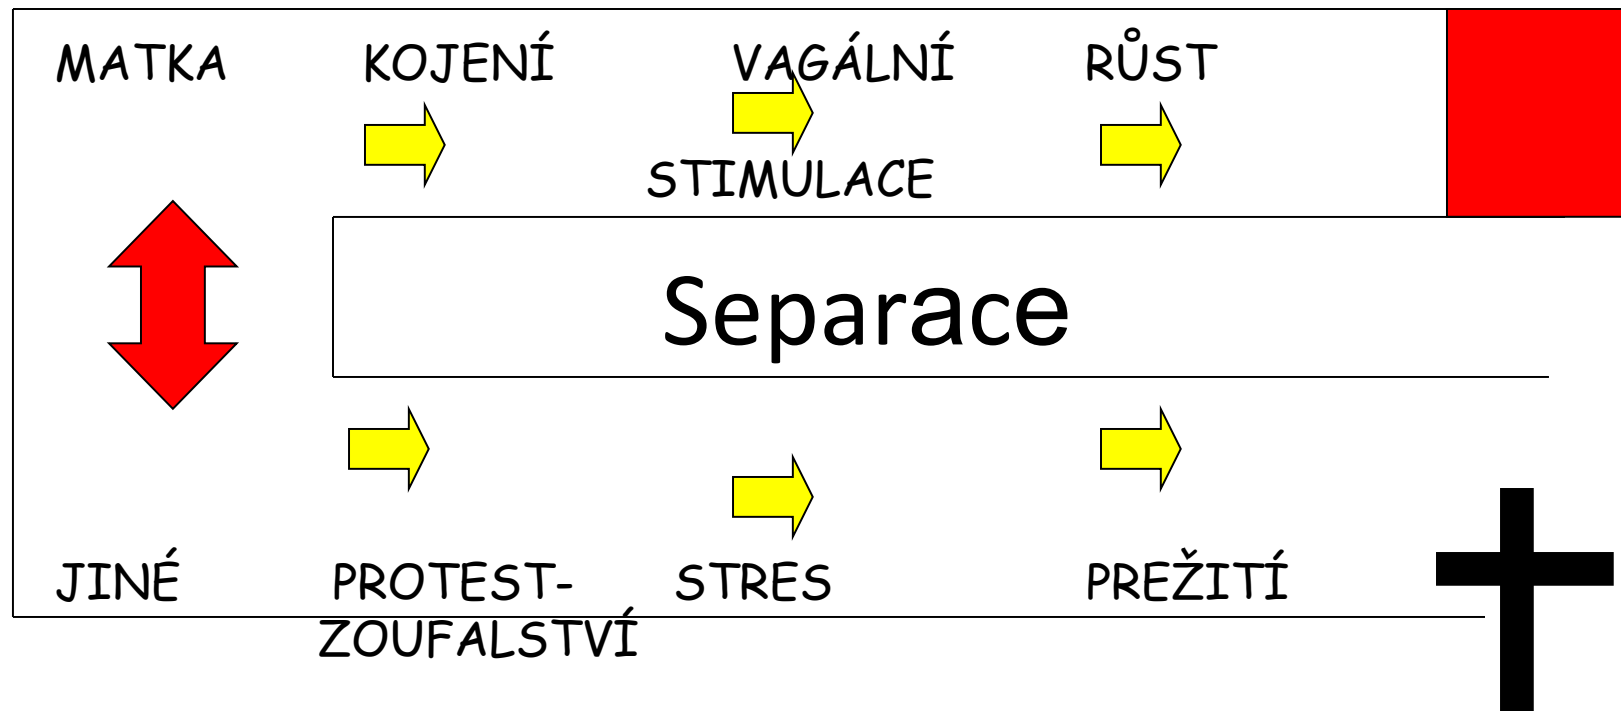 MATKA KOJENÍ VAGÁLNÍ RŮST
STIMULACE
Separace
JINÉ PROTEST- STRES PREŽITÍ
ZOUFALSTVÍ